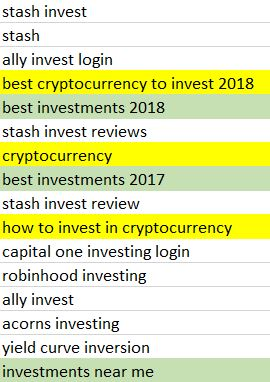 stash invest
stash
ally invest login
best cryptocurrency to invest 2018
best investments 2018
stash invest reviews
cryptocurrency
best investments 2017
stash invest review
how to invest in cryptocurrency
capital one investing login
robinhood investing
ally invest
acorns investing
yield curve inversion
investments near me